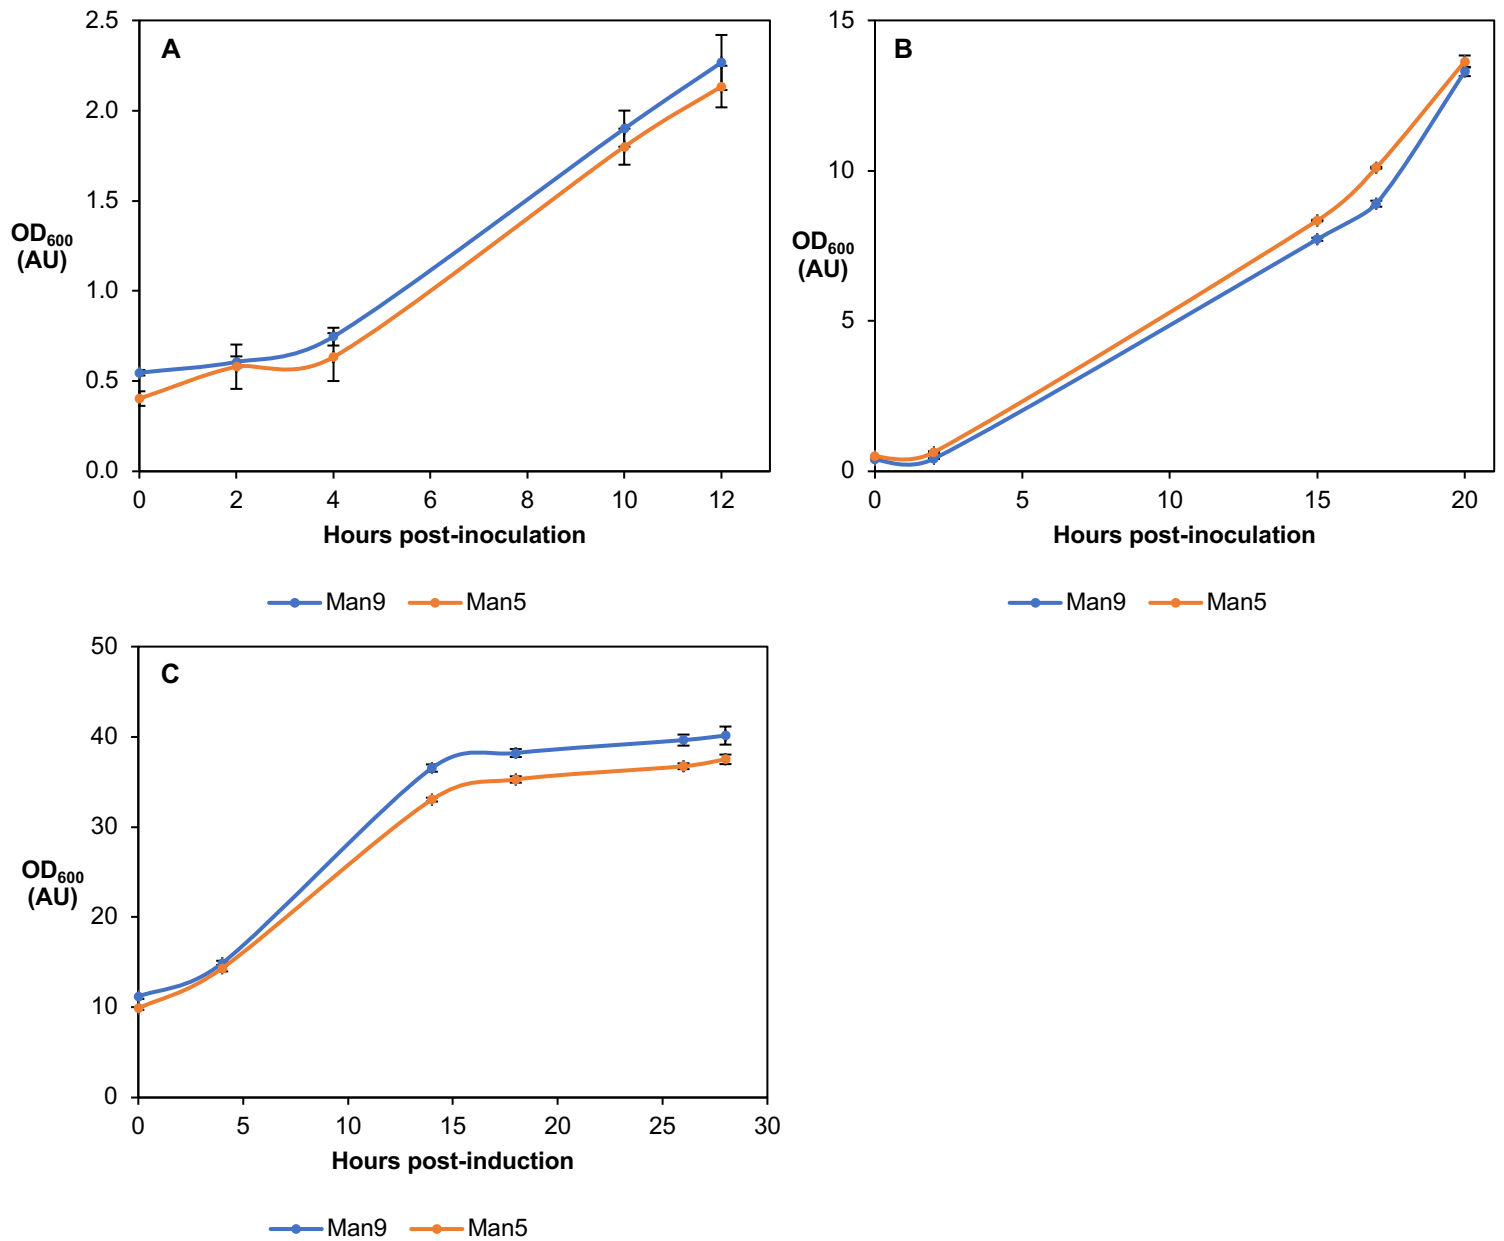 A
2.5
2.0
1.5
1.0
0.5
0.0
OD600
(AU)
0 2 4 6 8 10 12
Hours post-inoculation
Man9 Man5
B
15
10
5
0
OD600
(AU)
0 5 10 15 20
Hours post-inoculation
Man9 Man5
C
50
40
30
20
10
0
OD600
(AU)
0 5 10 15 20 25 30
Hours post-induction
Man9 Man5